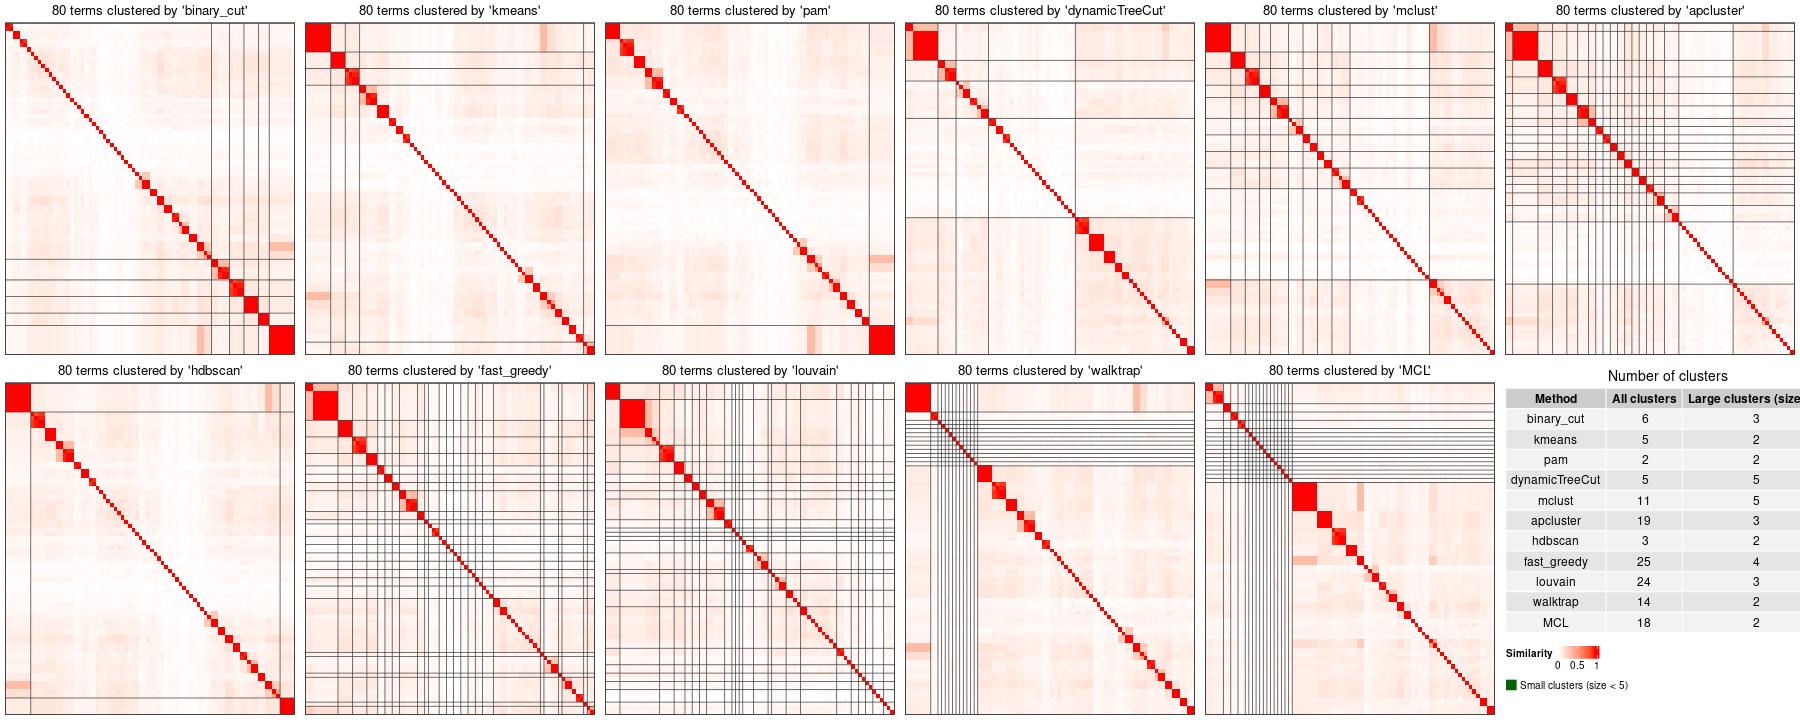 80 terms clustered by 'binary_cut'
80 terms clustered by 'kmeans'
80 terms clustered by 'pam'
80 terms clustered by 'dynamicTreeCut'
80 terms clustered by 'mclust'
80 terms clustered by 'apcluster'
80 terms clustered by 'hdbscan'
80 terms clustered by 'fast_greedy'
80 terms clustered by 'louvain'
80 terms clustered by 'walktrap'
80 terms clustered by 'MCL'
Number of clusters
Method All clusters Large clusters (size
binary_cut 6 3
kmeans 5 2
pam 2 2
dynamicTreeCut 5 5
mclust 11 5
apcluster 19 3
hdbscan 3 2
fast_greedy 25 4
louvain 24 3
walktrap 14 2
MCL 18 2
Similarity
0 0.5 1
Small clusters (size < 5)